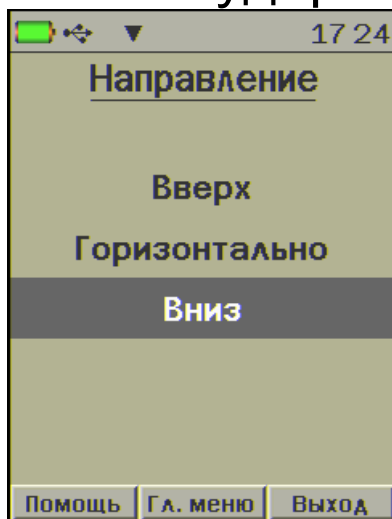 17 24
Направление
Вверх
Горизонтально
Вниз
Помощь Гл. меню Выход